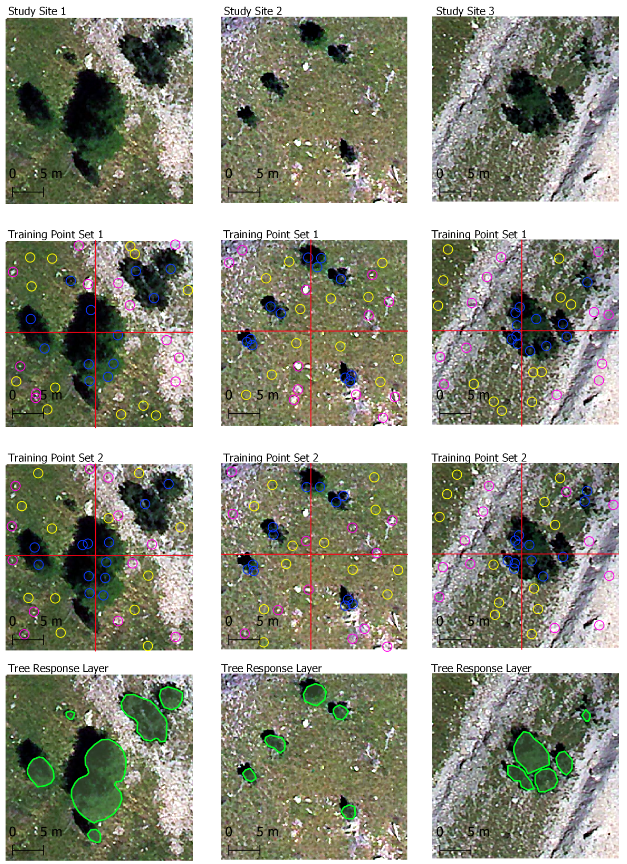 Study Site 1
Study Site 2
Study Site 3
0 5 m
0 5 m
0 5 m
Training Point Set 1
Training Point Set 1
Training Point Set 1
0 5 m
0 5 m
0 5 m
Training Point Set 2
Training Point Set 2
Training Point Set 2
0 5 m
0 5 m
0 5 m
Tree Response Layer
Tree Response Layer
Tree Response Layer
0 5 m
0 5 m
0 5 m